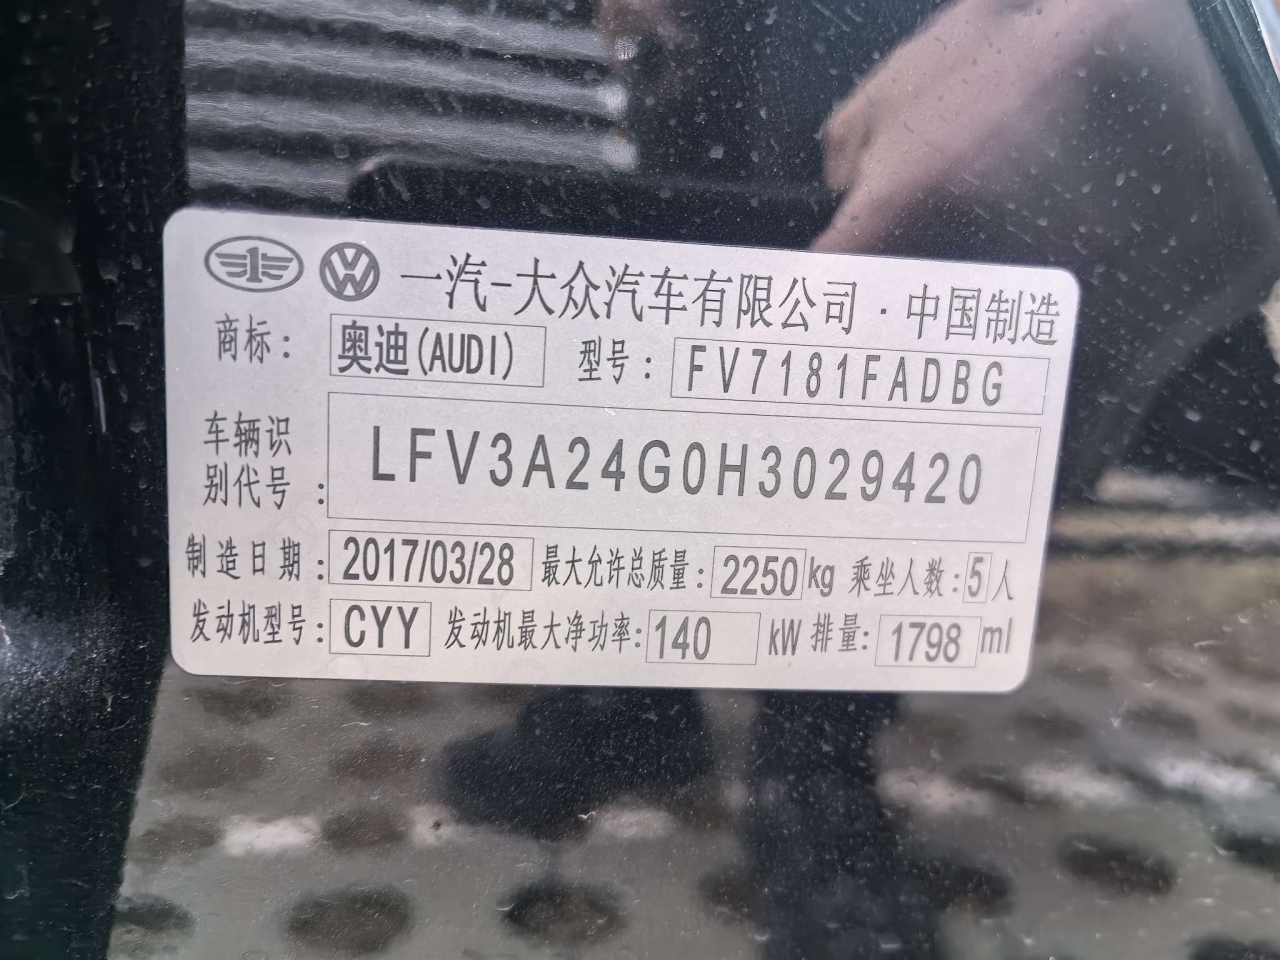 一汽-大众汽车有限公司·中国制造
商标: 奥迪(AUDI) 型号: FV7181FADBG
车辆识别代号: LFV3A24G0H3029420
制造日期: 2017/03/28 最大允许总质量: 2250kg 乘坐人数: 5人
发动机型号: CYY 发动机最大净功率: 140 kW 排量: 1798 ml